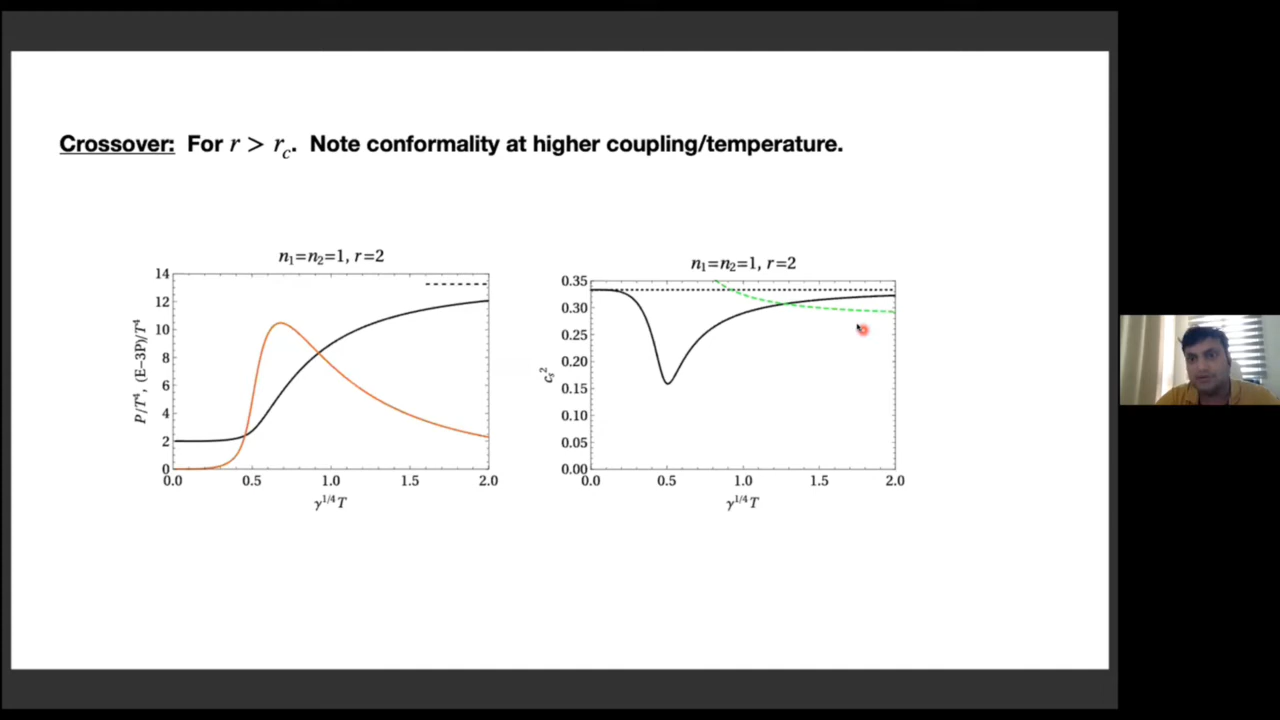 Crossover: For r > r_c. Note conformality at higher coupling/temperature.
n₁=n₂=1, r=2
14
12
10
8
6
4
2
0
P/T⁴, (E−3P)/T⁴
0.0 0.5 1.0 1.5 2.0
γ^1/4 T
n₁=n₂=1, r=2
0.35
0.30
0.25
0.20
0.15
0.10
0.05
0.00
c_s²
0.0 0.5 1.0 1.5 2.0
γ^1/4 T